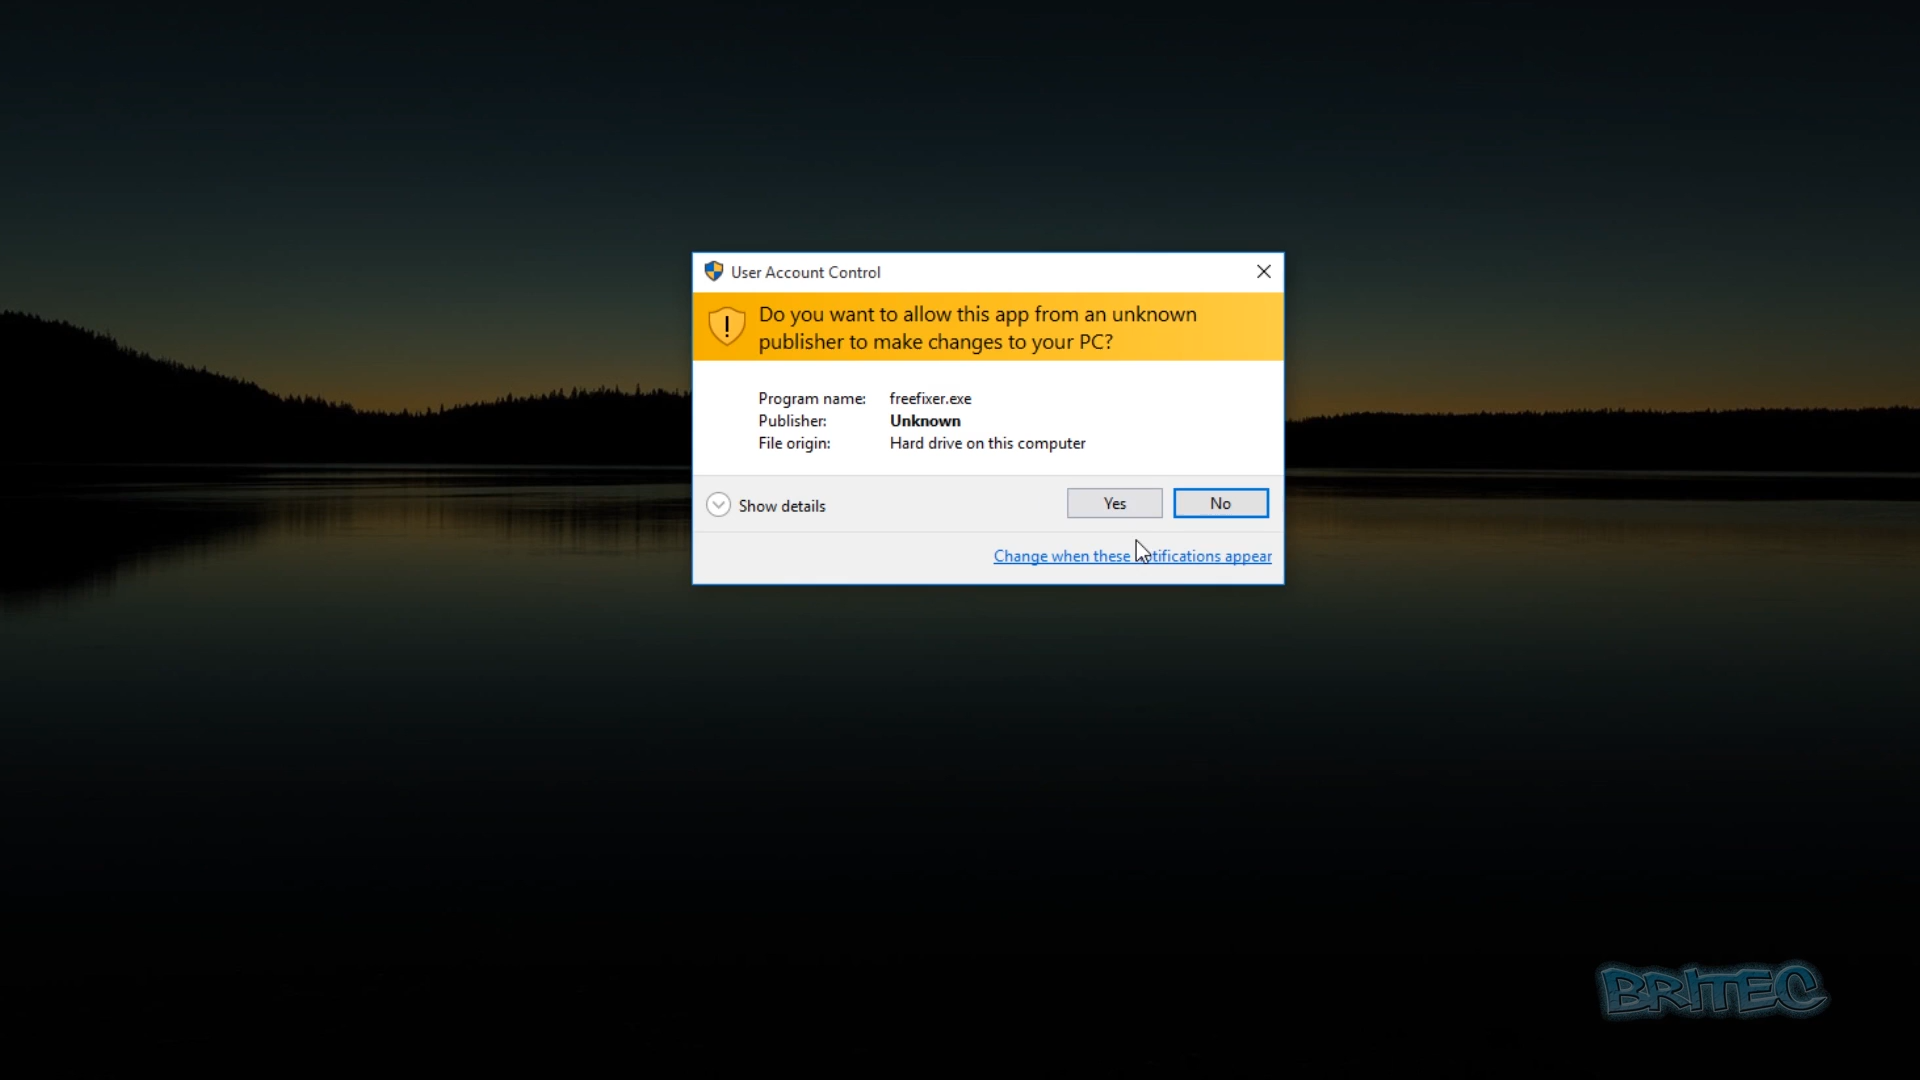 User Account Control
!
Do you want to allow this app from an unknown
publisher to make changes to your PC?
Program name: freefixer.exe
Publisher: Unknown
File origin: Hard drive on this computer
Show details Yes No
Change when these notifications appear
BRITEC